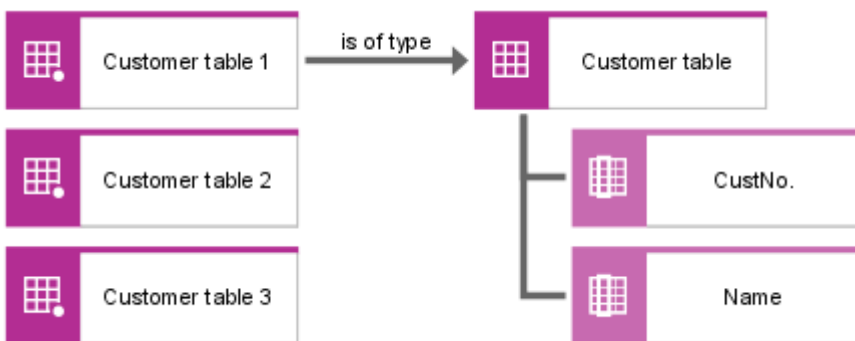 Customer table 1
is of type
Customer table
Customer table 2
CustNo.
Customer table 3
Name